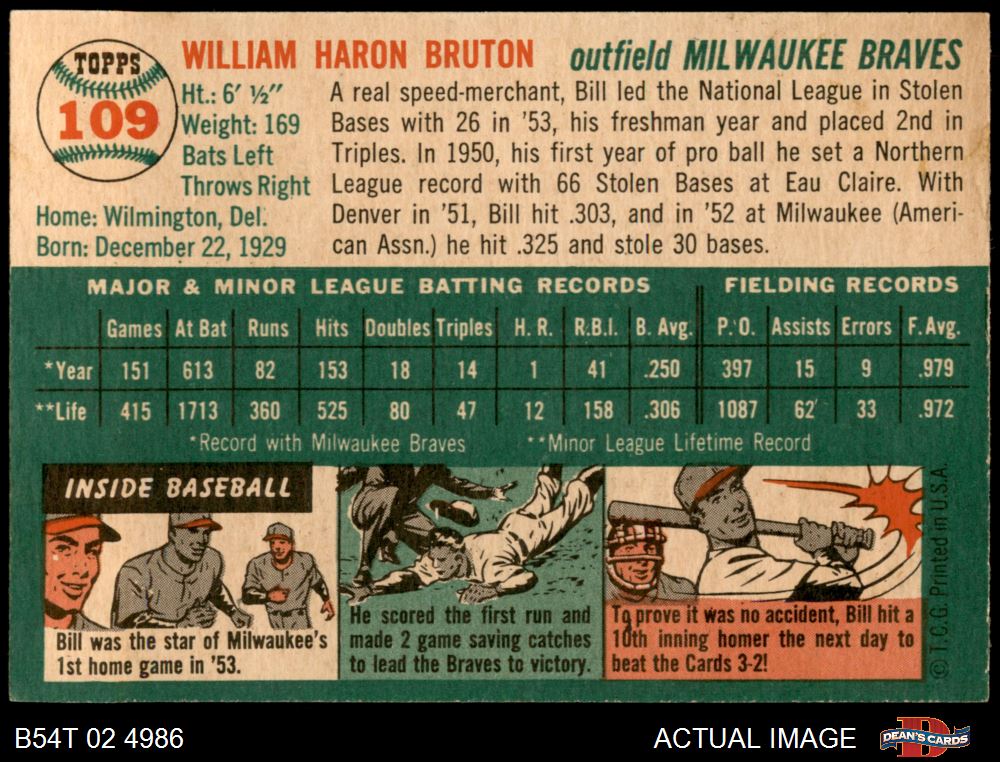 TOPPS
109
WILLIAM HARON BRUTON outfield MILWAUKEE BRAVES
Ht.: 6' ½"
Weight: 169
Bats Left
Throws Right
Home: Wilmington, Del.
Born: December 22, 1929
A real speed-merchant, Bill led the National League in Stolen
Bases with 26 in '53, his freshman year and placed 2nd in
Triples. In 1950, his first year of pro ball he set a Northern
League record with 66 Stolen Bases at Eau Claire. With
Denver in '51, Bill hit .303, and in '52 at Milwaukee (Ameri-
can Assn.) he hit .325 and stole 30 bases.
MAJOR & MINOR LEAGUE BATTING RECORDS FIELDING RECORDS
Games At Bat Runs Hits Doubles Triples H. R. R.B.I. B. Avg. P. O. Assists Errors F. Avg.
*Year 151 613 82 153 18 14 1 41 .250 397 15 9 .979
**Life 415 1713 360 525 80 47 12 158 .306 1087 62 33 .972
*Record with Milwaukee Braves **Minor League Lifetime Record
INSIDE BASEBALL
Bill was the star of Milwaukee's
1st home game in '53.
He scored the first run and
made 2 game saving catches
to lead the Braves to victory.
To prove it was no accident, Bill hit a
10th inning homer the next day to
beat the Cards 3-2!
© T.C.G. Printed in U.S.A.
B54T 02 4986 ACTUAL IMAGE
D
DEAN'S CARDS